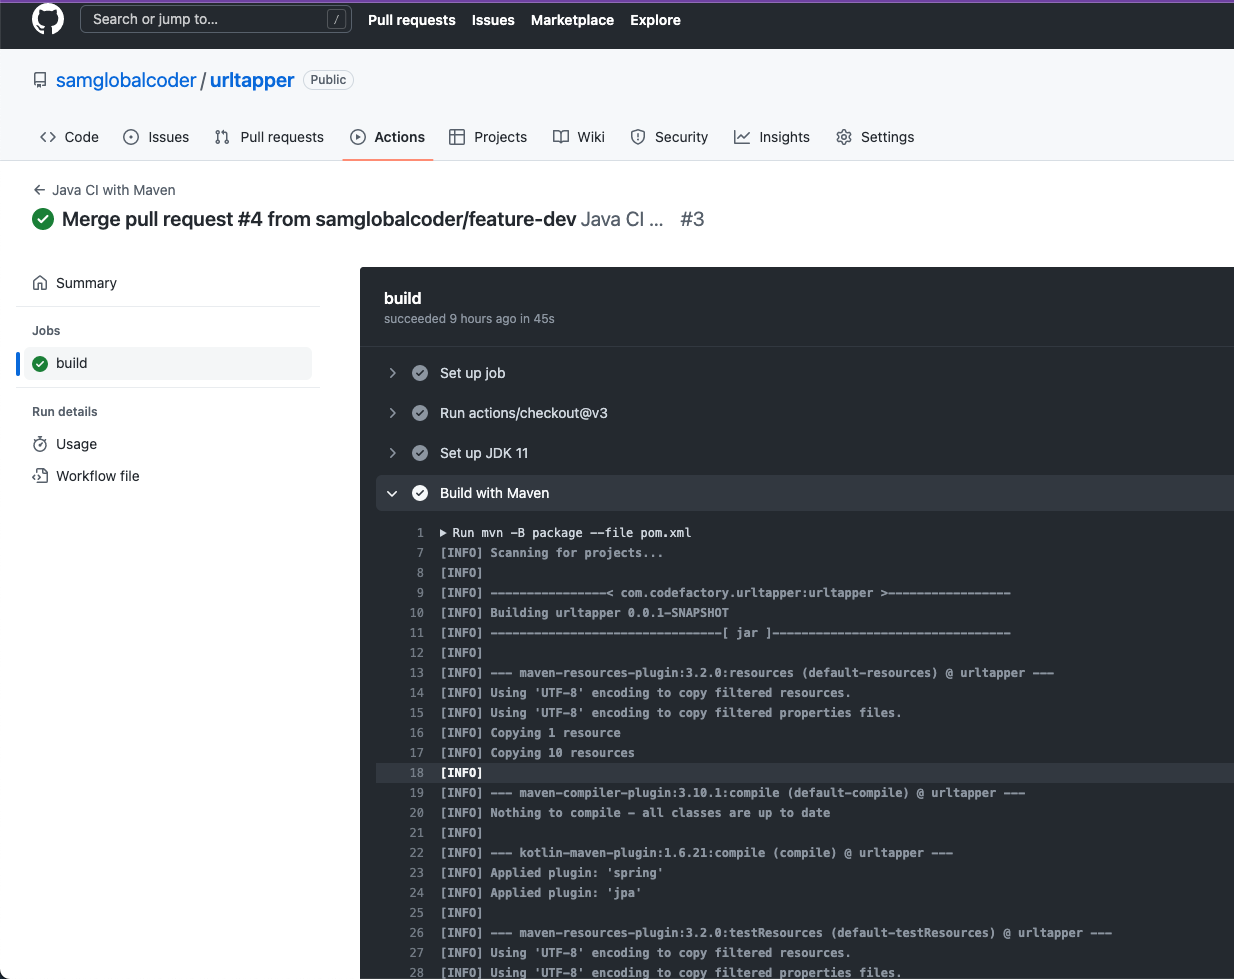 Search or jump to... /
Pull requests Issues Marketplace Explore
samglobalcoder / urltapper Public
Code Issues Pull requests Actions Projects Wiki Security Insights Settings
← Java CI with Maven
Merge pull request #4 from samglobalcoder/feature-dev Java CI ... #3
Summary
Jobs
build
Run details
Usage
Workflow file
build
succeeded 9 hours ago in 45s
Set up job
Run actions/checkout@v3
Set up JDK 11
Build with Maven
1 ▶ Run mvn -B package --file pom.xml
7 [INFO] Scanning for projects...
8 [INFO]
9 [INFO] ----------------< com.codefactory.urltapper:urltapper >-----------------
10 [INFO] Building urltapper 0.0.1-SNAPSHOT
11 [INFO] --------------------------------[ jar ]---------------------------------
12 [INFO]
13 [INFO] --- maven-resources-plugin:3.2.0:resources (default-resources) @ urltapper ---
14 [INFO] Using 'UTF-8' encoding to copy filtered resources.
15 [INFO] Using 'UTF-8' encoding to copy filtered properties files.
16 [INFO] Copying 1 resource
17 [INFO] Copying 10 resources
18 [INFO]
19 [INFO] --- maven-compiler-plugin:3.10.1:compile (default-compile) @ urltapper ---
20 [INFO] Nothing to compile - all classes are up to date
21 [INFO]
22 [INFO] --- kotlin-maven-plugin:1.6.21:compile (compile) @ urltapper ---
23 [INFO] Applied plugin: 'spring'
24 [INFO] Applied plugin: 'jpa'
25 [INFO]
26 [INFO] --- maven-resources-plugin:3.2.0:testResources (default-testResources) @ urltapper ---
27 [INFO] Using 'UTF-8' encoding to copy filtered resources.
28 [INFO] Using 'UTF-8' encoding to copy filtered properties files.